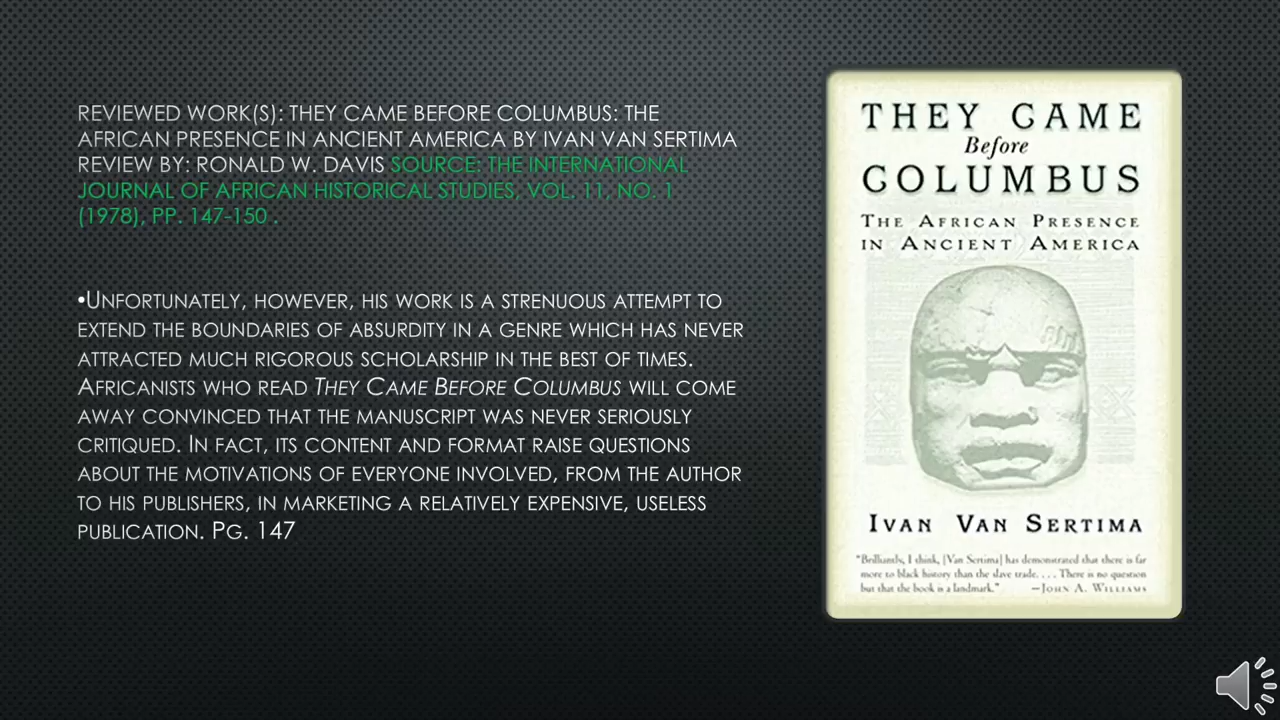 REVIEWED WORK(S): THEY CAME BEFORE COLUMBUS: THE
AFRICAN PRESENCE IN ANCIENT AMERICA BY IVAN VAN SERTIMA
REVIEW BY: RONALD W. DAVIS SOURCE: THE INTERNATIONAL
JOURNAL OF AFRICAN HISTORICAL STUDIES, VOL. 11, NO. 1
(1978), PP. 147-150 .
•UNFORTUNATELY, HOWEVER, HIS WORK IS A STRENUOUS ATTEMPT TO
EXTEND THE BOUNDARIES OF ABSURDITY IN A GENRE WHICH HAS NEVER
ATTRACTED MUCH RIGOROUS SCHOLARSHIP IN THE BEST OF TIMES.
AFRICANISTS WHO READ THEY CAME BEFORE COLUMBUS WILL COME
AWAY CONVINCED THAT THE MANUSCRIPT WAS NEVER SERIOUSLY
CRITIQUED. IN FACT, ITS CONTENT AND FORMAT RAISE QUESTIONS
ABOUT THE MOTIVATIONS OF EVERYONE INVOLVED, FROM THE AUTHOR
TO HIS PUBLISHERS, IN MARKETING A RELATIVELY EXPENSIVE, USELESS
PUBLICATION. PG. 147
THEY CAME
Before
COLUMBUS
THE AFRICAN PRESENCE
IN ANCIENT AMERICA
IVAN VAN SERTIMA
"Brilliantly, I think, [Van Sertima] has demonstrated that there is far
more to black history than the slave trade. . . . There is no question
but that the book is a landmark." —JOHN A. WILLIAMS